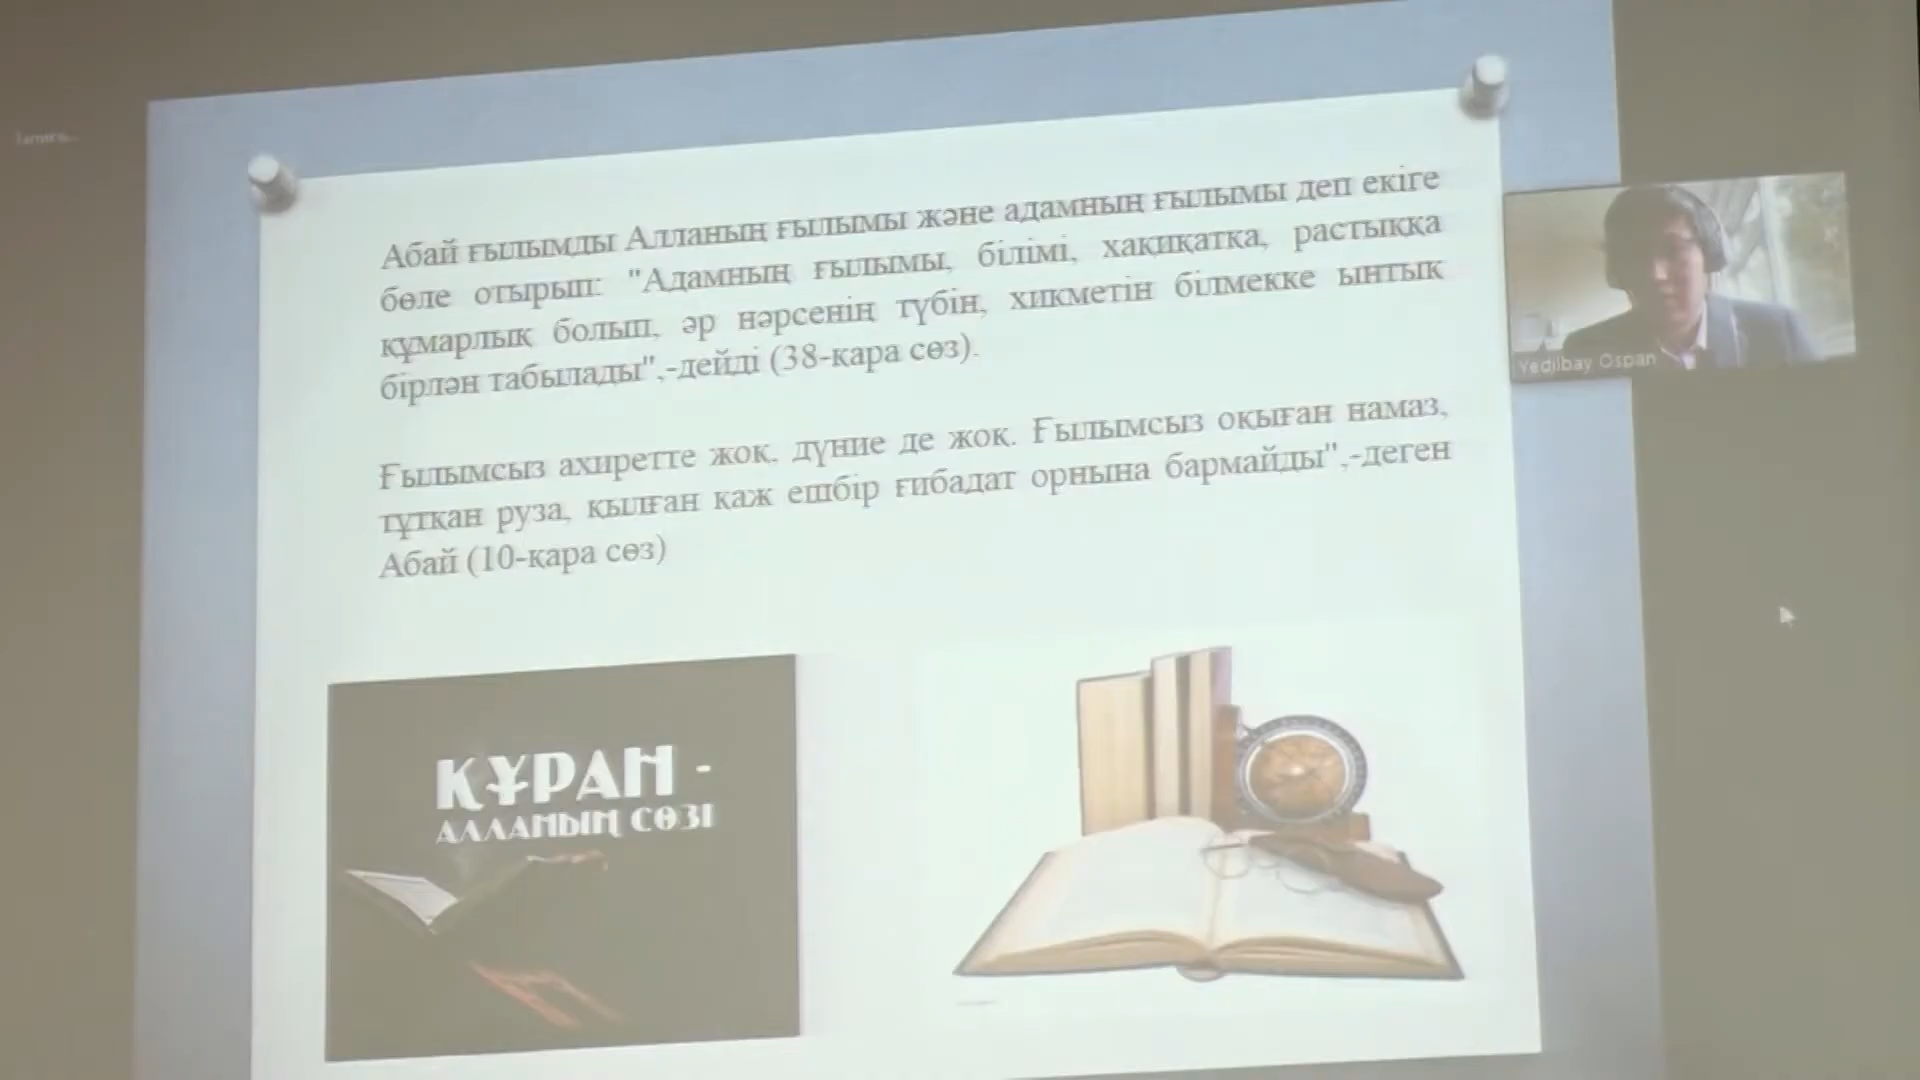 Абай ғылымды Алланың ғылымы және адамның ғылымы деп екіге
бөле отырып: "Адамның ғылымы, білімі, хақиқатқа, растыққа
құмарлық болып, әр нәрсенің түбін, хикметін білмекке ынтық
бірлән табылады",-дейді (38-қара сөз).
Ғылымсыз ахиретте жоқ, дүние де жоқ. Ғылымсыз оқыған намаз,
тұтқан руза, қылған қаж ешбір ғибадат орнына бармайды",-деген
Абай (10-қара сөз)
Yedilbay Ospan
ҚҰРАН -
АЛЛАНЫҢ СӨЗІ